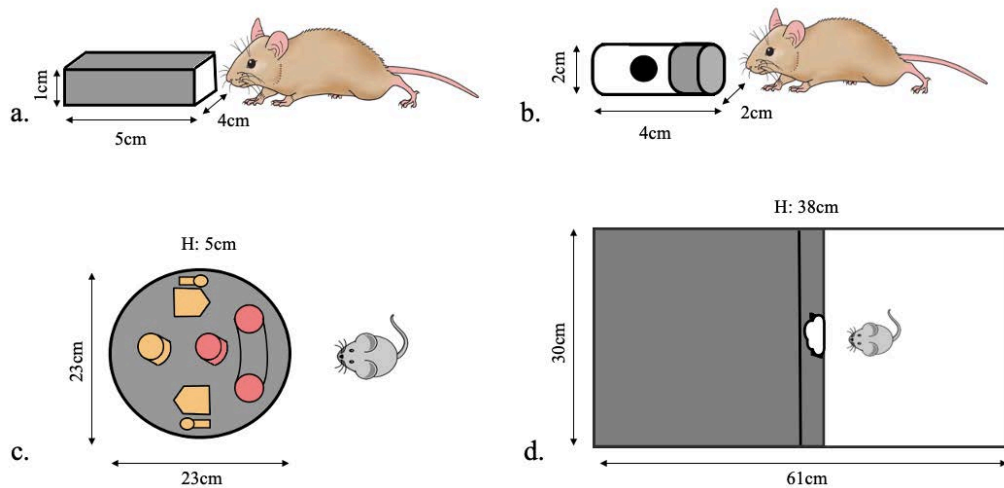 1cm
4cm
5cm
a.
2cm
2cm
4cm
b.
H: 5cm
23cm
23cm
c.
H: 38cm
30cm
61cm
d.